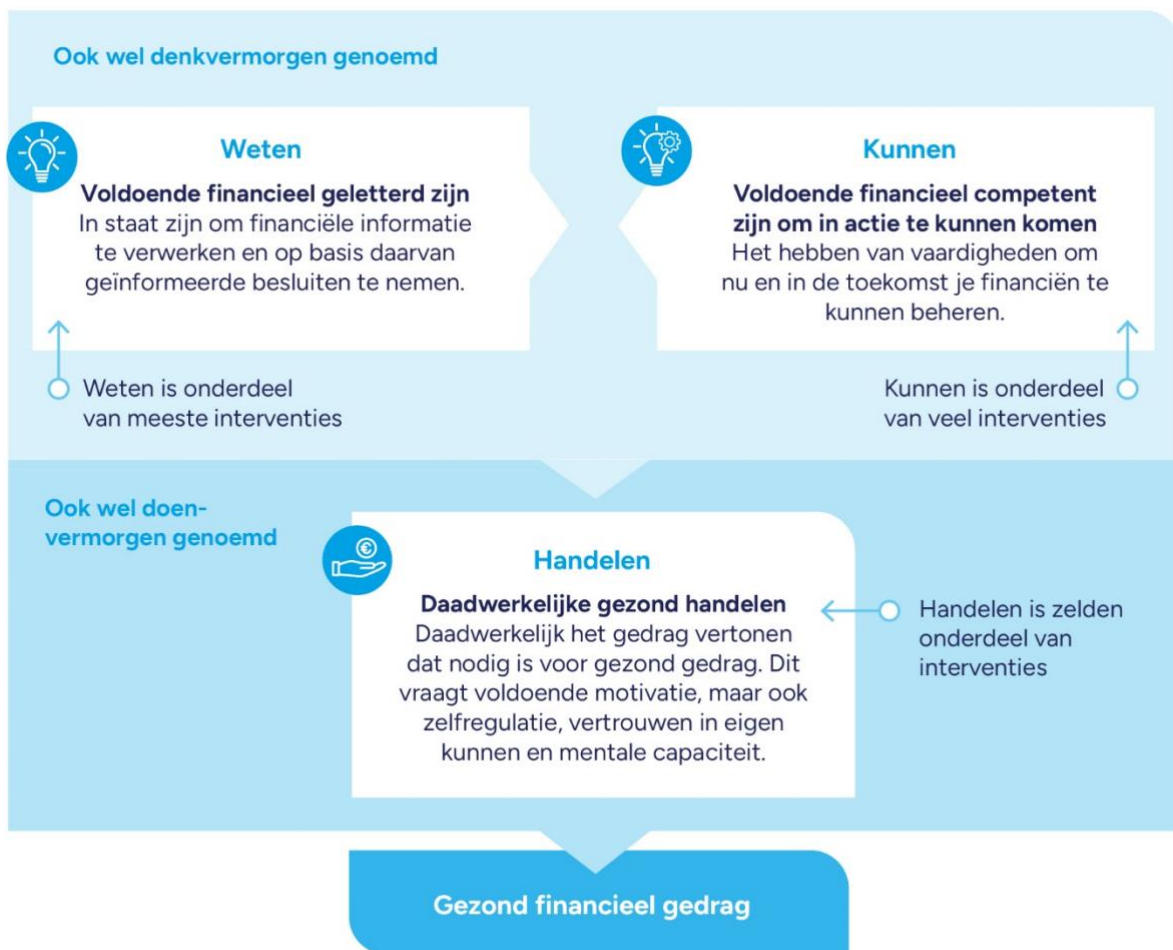 Ook wel denkvermorgen genoemd
Weten
Voldoende financieel geletterd zijn
In staat zijn om financiële informatie
te verwerken en op basis daarvan
geïnformeerde besluiten te nemen.
Weten is onderdeel
van meeste interventies
Kunnen
Voldoende financieel competent
zijn om in actie te kunnen komen
Het hebben van vaardigheden om
nu en in de toekomst je financiën te
kunnen beheren.
Kunnen is onderdeel
van veel interventies
Ook wel doen-
vermorgen genoemd
Handelen
Daadwerkelijke gezond handelen
Daadwerkelijk het gedrag vertonen
dat nodig is voor gezond gedrag. Dit
vraagt voldoende motivatie, maar ook
zelfregulatie, vertrouwen in eigen
kunnen en mentale capaciteit.
Handelen is zelden
onderdeel van
interventies
Gezond financieel gedrag